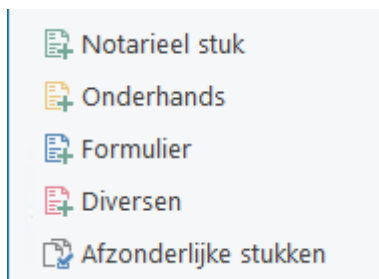 Notarieel stuk
Onderhands
Formulier
Diversen
Afzonderlijke stukken